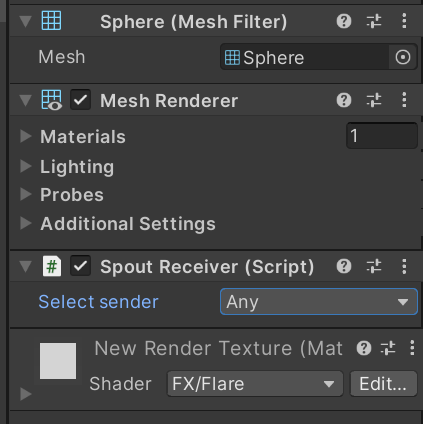 Sphere (Mesh Filter)
Mesh Sphere
Mesh Renderer
Materials 1
Lighting
Probes
Additional Settings
# Spout Receiver (Script)
Select sender Any
New Render Texture (Mat
Shader FX/Flare Edit...